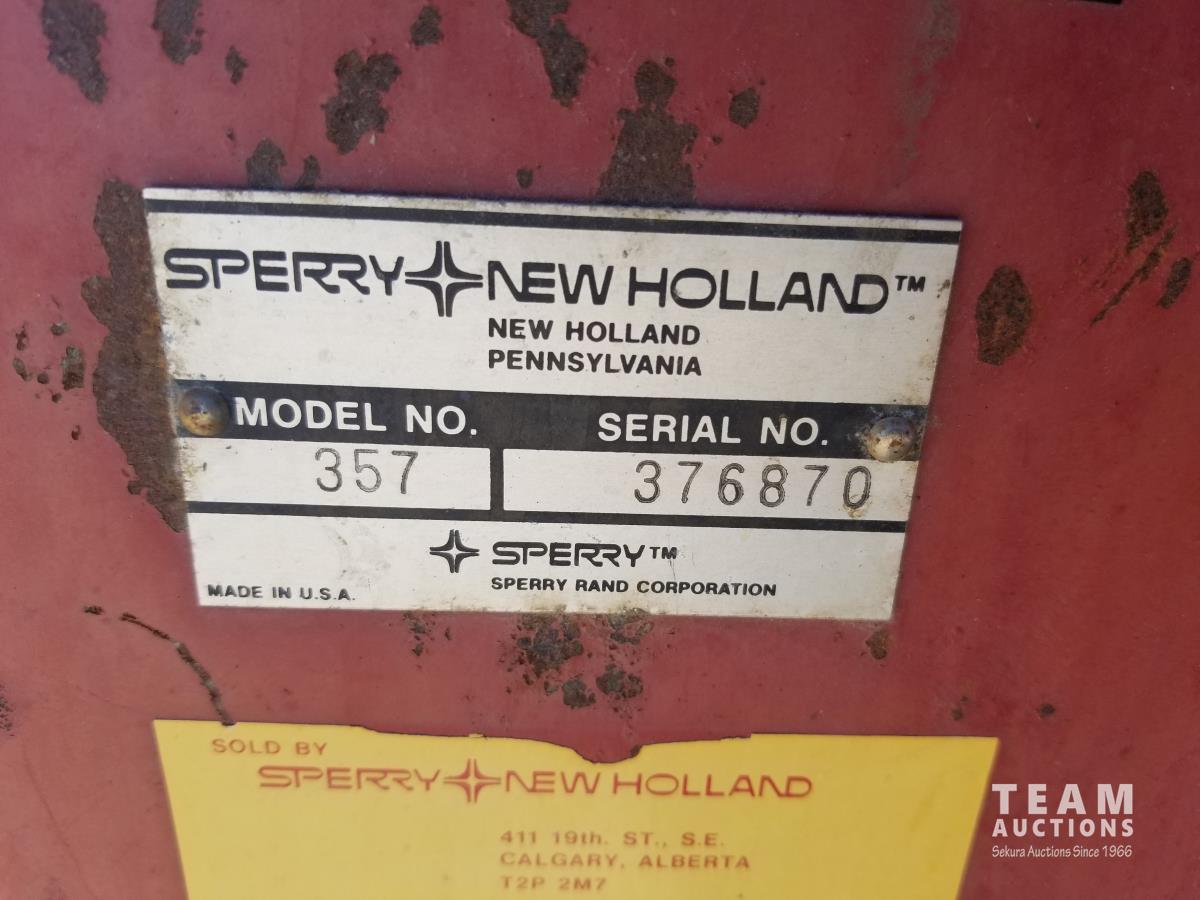 SPERRY NEW HOLLAND™
NEW HOLLAND
PENNSYLVANIA
MODEL NO. SERIAL NO.
357 376870
SPERRY™
SPERRY RAND CORPORATION
MADE IN U.S.A.
SOLD BY
SPERRY NEW HOLLAND
411 19th. ST., S.E.
CALGARY, ALBERTA
T2P 2M7
TEAM
AUCTIONS
Sekura Auctions Since 1966